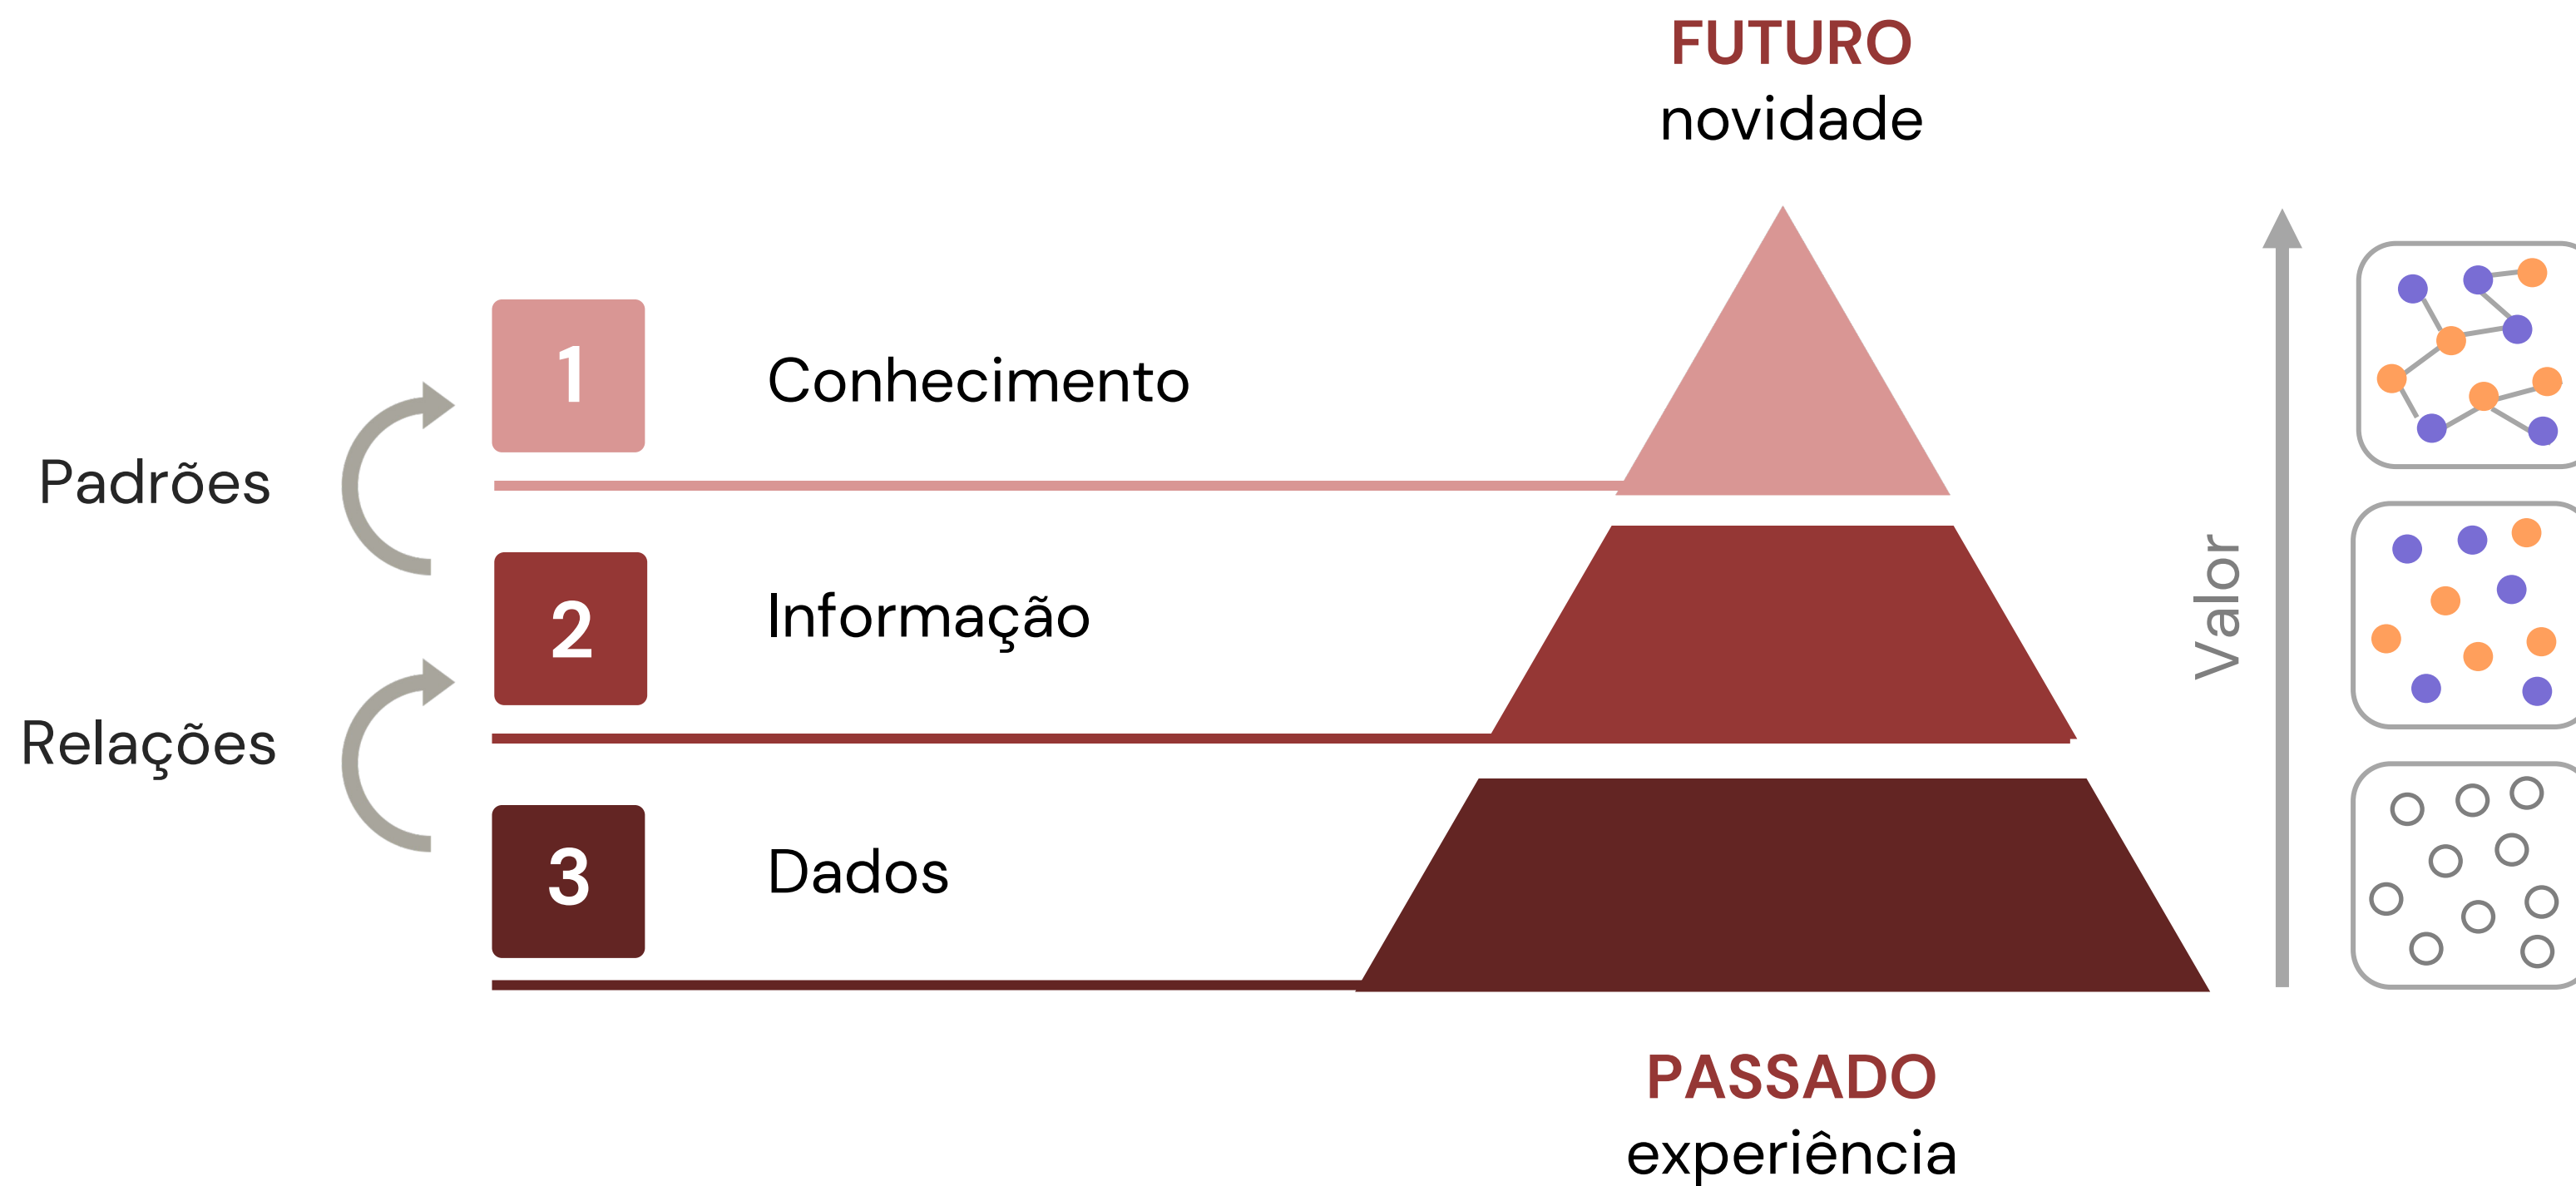 FUTURO
novidade
1
Conhecimento
Padrões
2
Informação
Valor
Relações
3
Dados
PASSADO
experiência